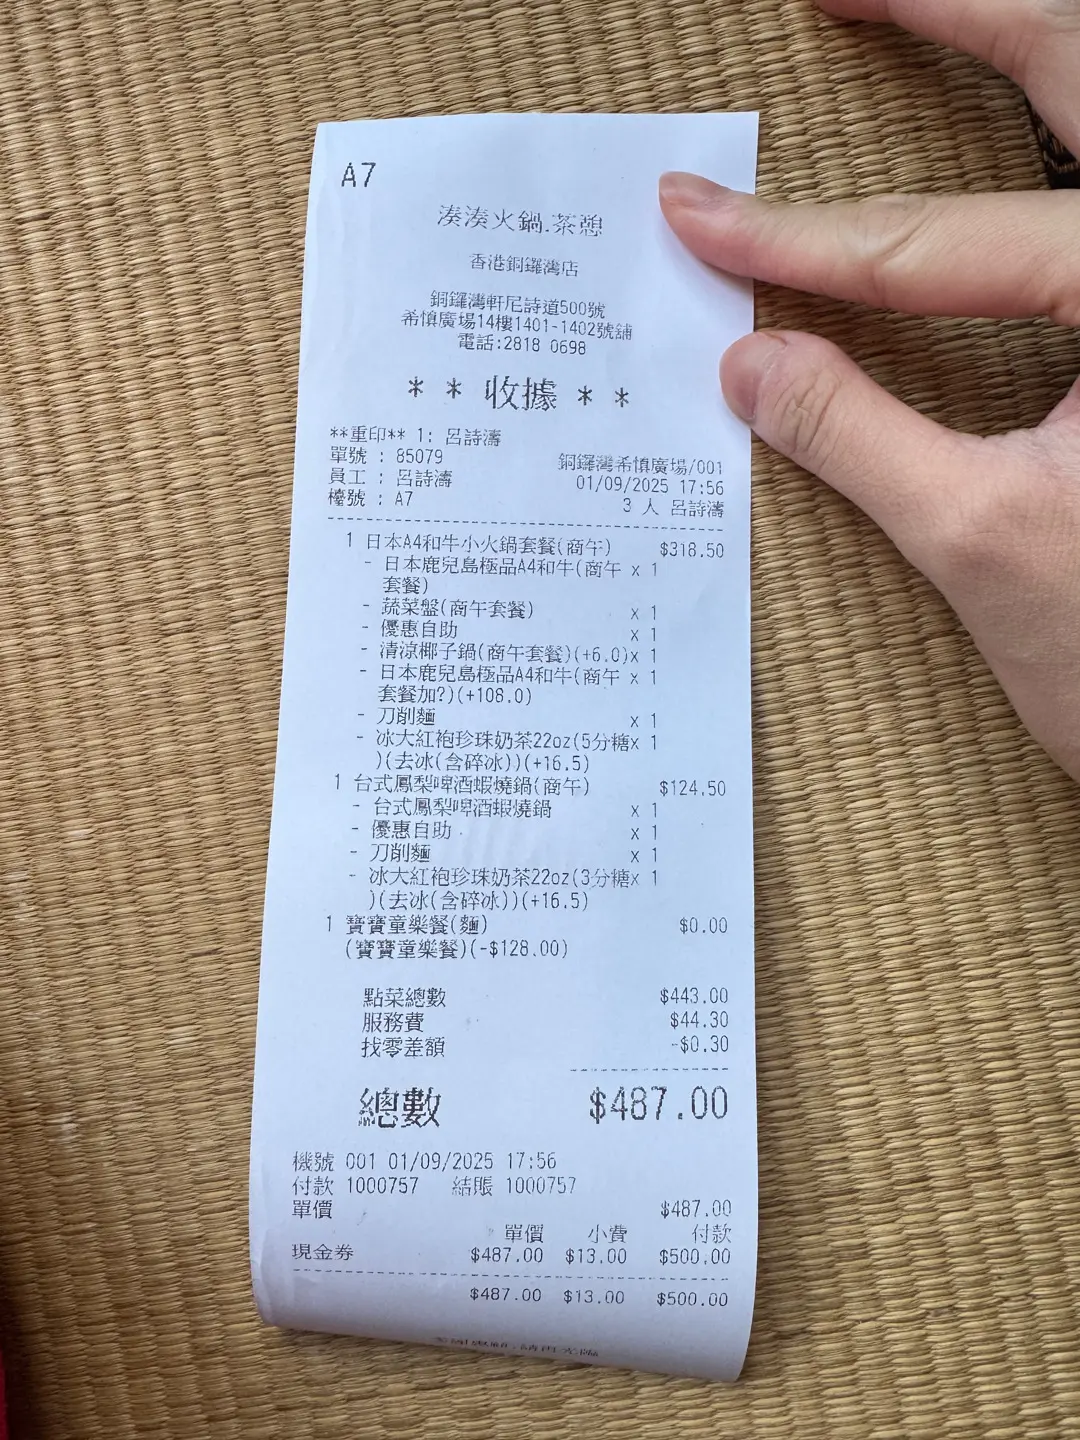 A7
湊湊火鍋.茶憩
香港銅鑼灣店
銅鑼灣軒尼詩道500號
希慎廣場14樓1401-1402號舖
電話:2818 0698
* * 收據 * *
**重印** 1: 呂詩濤
單號 : 85079 銅鑼灣希慎廣場/001
員工 : 呂詩濤 01/09/2025 17:56
檯號 : A7 3 人 呂詩濤
1 日本A4和牛小火鍋套餐(商午) $318.50
- 日本鹿兒島極品A4和牛(商午 x 1
套餐)
- 蔬菜盤(商午套餐) x 1
- 優惠自助 x 1
- 清涼椰子鍋(商午套餐)(+6.0)x 1
- 日本鹿兒島極品A4和牛(商午 x 1
套餐加?)(+108.0)
- 刀削麵 x 1
- 冰大紅袍珍珠奶茶22oz(5分糖x 1
)(去冰(含碎冰))(+16.5)
1 台式鳳梨啤酒蝦燒鍋(商午) $124.50
- 台式鳳梨啤酒蝦燒鍋 x 1
- 優惠自助 x 1
- 刀削麵 x 1
- 冰大紅袍珍珠奶茶22oz(3分糖x 1
)(去冰(含碎冰))(+16.5)
1 寶寶童樂餐(麵) $0.00
(寶寶童樂餐)(-$128.00)
點菜總數 $443.00
服務費 $44.30
找零差額 -$0.30
總數 $487.00
機號 001 01/09/2025 17:56
付款 1000757 結賬 1000757
單價 $487.00
單價 小費 付款
現金券 $487.00 $13.00 $500.00
$487.00 $13.00 $500.00